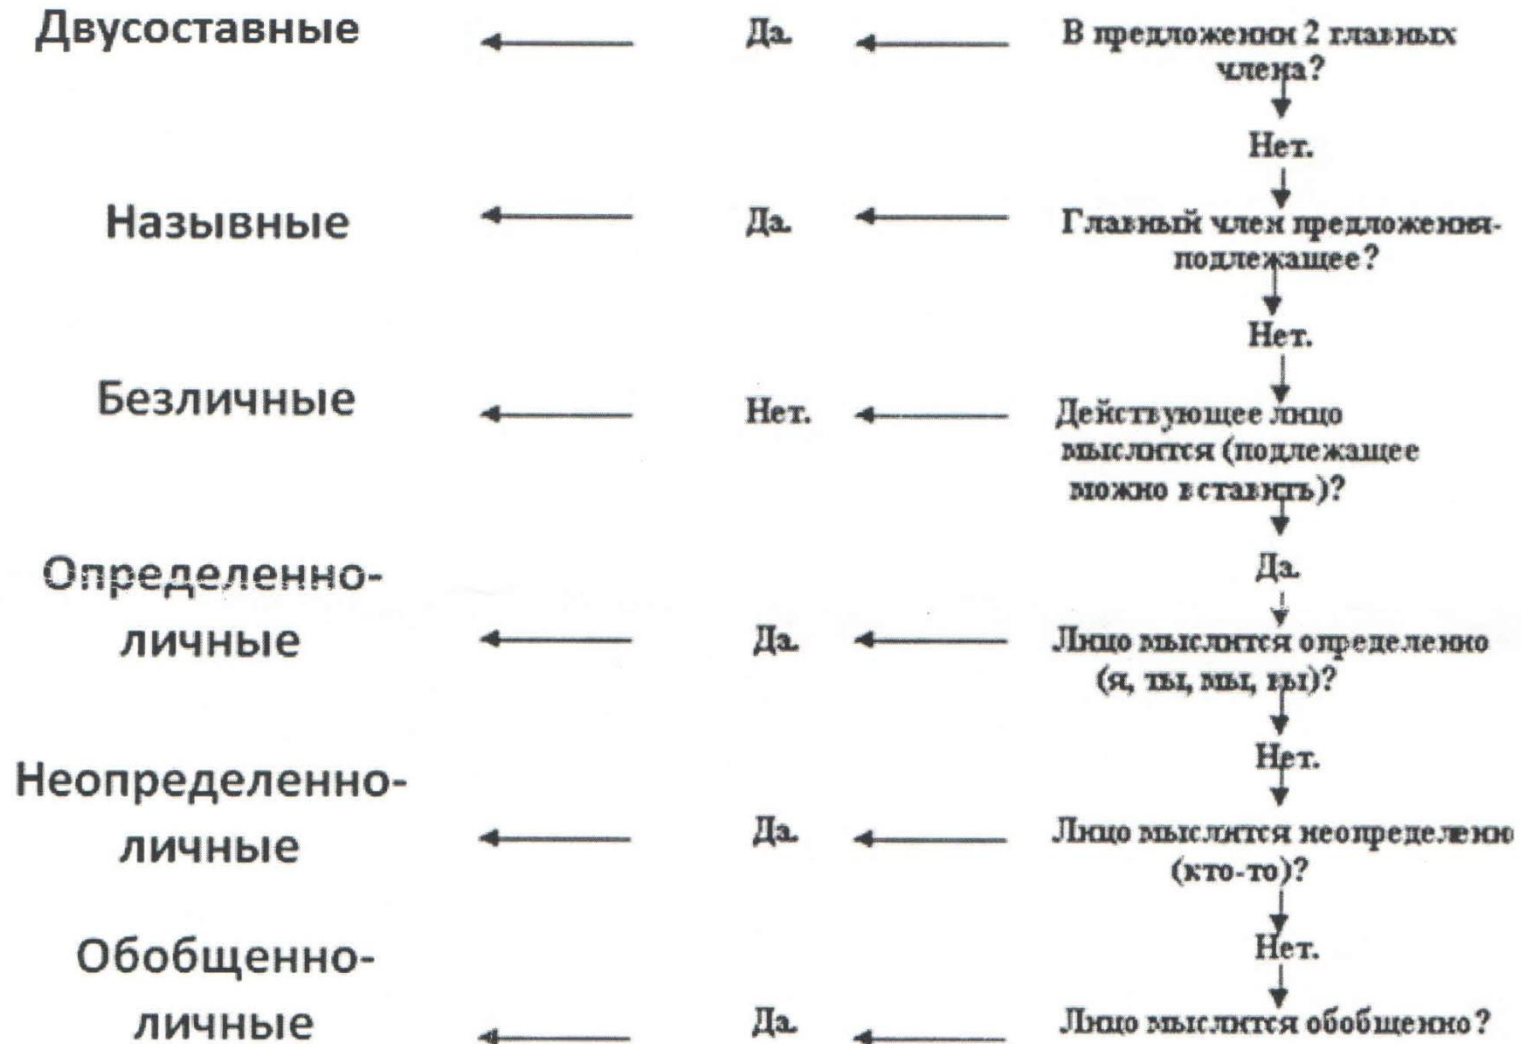 Двусоставные
Да.
В предложении 2 главных
члена?
Нет.
Назывные
Да.
Главный член предложения-
подлежащее?
Нет.
Безличные
Нет.
Действующее лицо
мыслится (подлежащее
можно вставить)?
Да.
Определенно-
личные
Да.
Лицо мыслится определенно
(я, ты, мы, вы)?
Нет.
Неопределенно-
личные
Да.
Лицо мыслится неопределенн
(кто-то)?
Нет.
Обобщенно-
личные
Да.
Лицо мыслится обобщенно?